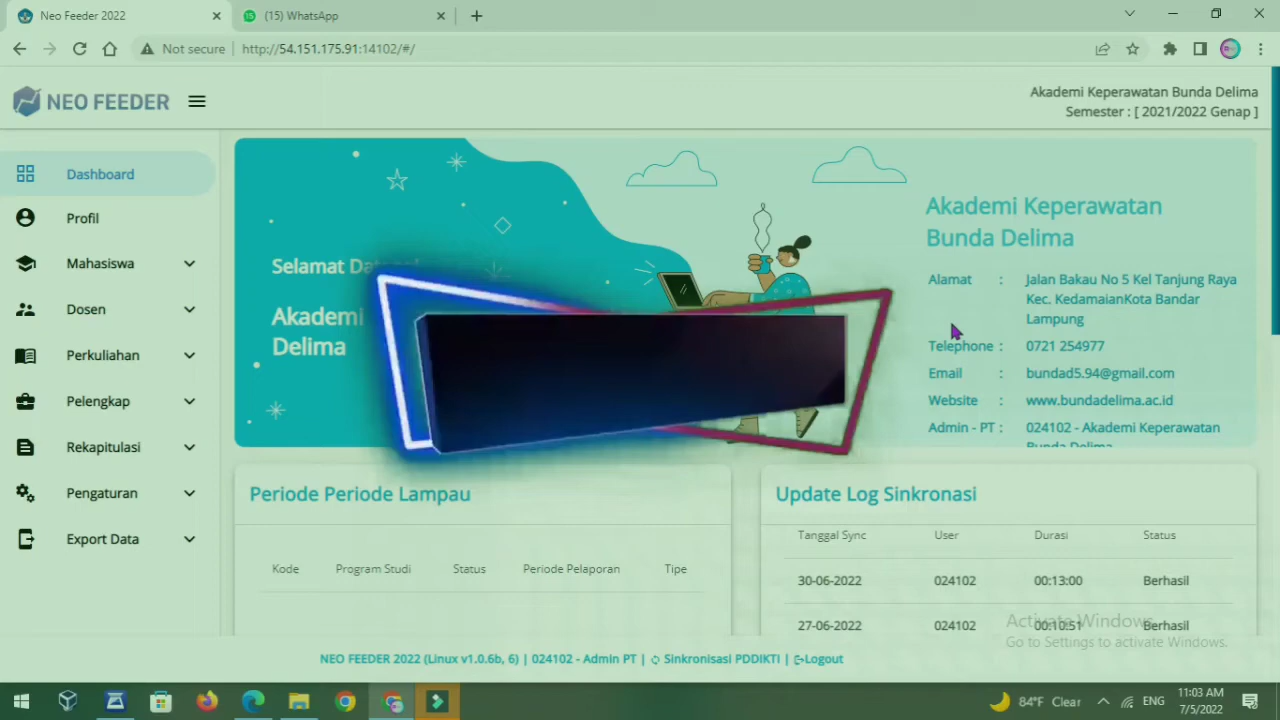 Neo Feeder 2022
(15) WhatsApp
Not secure
http://54.151.175.91:14102/#/
NEO FEEDER
Akademi Keperawatan Bunda Delima
Semester : [ 2021/2022 Genap ]
Dashboard
Profil
Mahasiswa
Dosen
Perkuliahan
Pelengkap
Rekapitulasi
Pengaturan
Export Data
Selamat
Akademi
Delima
Akademi Keperawatan
Bunda Delima
Alamat : Jalan Bakau No 5 Kel Tanjung Raya
Kec. KedamaianKota Bandar
Lampung
Telephone : 0721 254977
Email : bundad5.94@gmail.com
Website : www.bundadelima.ac.id
Admin - PT : 024102 - Akademi Keperawatan
Bunda Delima
Periode Periode Lampau
Kode Program Studi Status Periode Pelaporan Tipe
Update Log Sinkronasi
Tanggal Sync User Durasi Status
30-06-2022 024102 00:13:00 Berhasil
27-06-2022 024102 00:10:51 Berhasil
Activate Windows
Go to Settings to activate Windows.
NEO FEEDER 2022 (Linux v1.0.6b, 6) | 024102 - Admin PT | Sinkronisasi PDDIKTI | Logout
84°F Clear
ENG
11:03 AM
7/5/2022